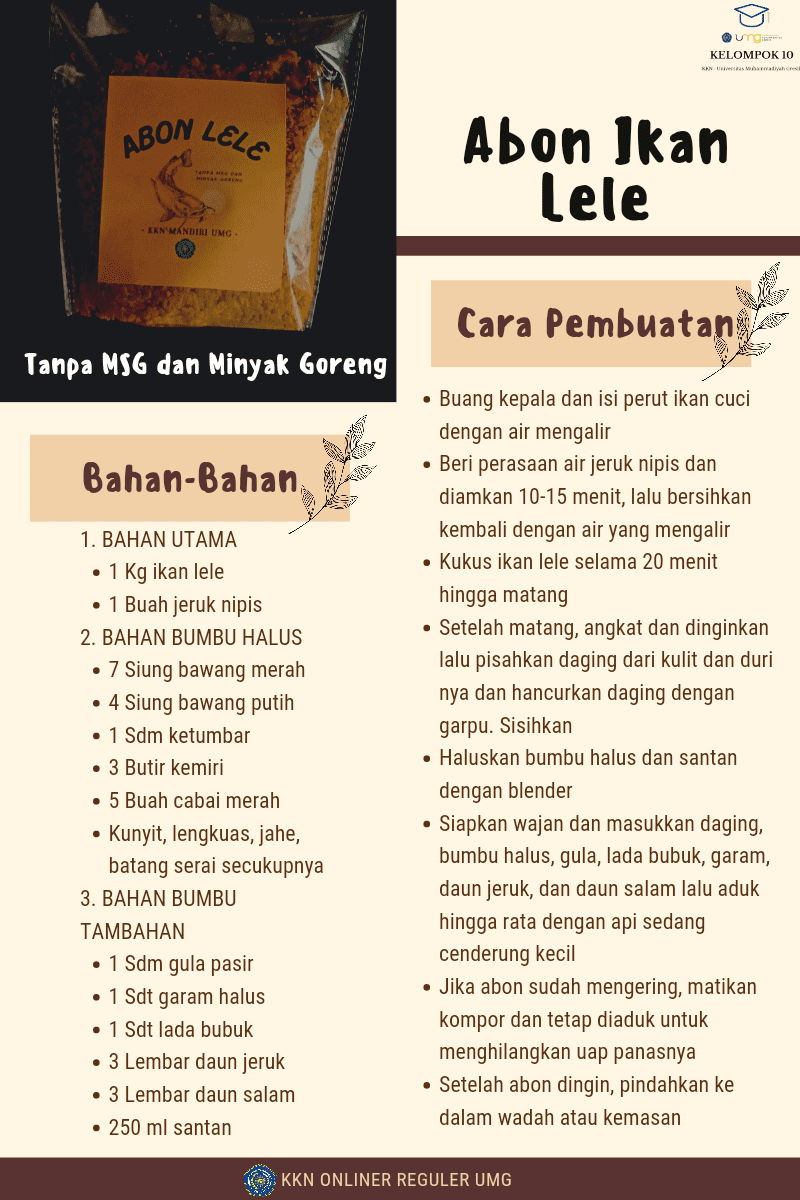 ABON LELE
TANPA MSG DAN
MINYAK GORENG
- KKN MANDIRI UMG -
Tanpa MSG dan Minyak Goreng
umg
KELOMPOK 10
KKN - Universitas Muhammadiyah Gresik
Abon Ikan
Lele
Bahan-Bahan
1. BAHAN UTAMA
• 1 Kg ikan lele
• 1 Buah jeruk nipis
2. BAHAN BUMBU HALUS
• 7 Siung bawang merah
• 4 Siung bawang putih
• 1 Sdm ketumbar
• 3 Butir kemiri
• 5 Buah cabai merah
• Kunyit, lengkuas, jahe,
batang serai secukupnya
3. BAHAN BUMBU
TAMBAHAN
• 1 Sdm gula pasir
• 1 Sdt garam halus
• 1 Sdt lada bubuk
• 3 Lembar daun jeruk
• 3 Lembar daun salam
• 250 ml santan
Cara Pembuatan
• Buang kepala dan isi perut ikan cuci
dengan air mengalir
• Beri perasaan air jeruk nipis dan
diamkan 10-15 menit, lalu bersihkan
kembali dengan air yang mengalir
• Kukus ikan lele selama 20 menit
hingga matang
• Setelah matang, angkat dan dinginkan
lalu pisahkan daging dari kulit dan duri
nya dan hancurkan daging dengan
garpu. Sisihkan
• Haluskan bumbu halus dan santan
dengan blender
• Siapkan wajan dan masukkan daging,
bumbu halus, gula, lada bubuk, garam,
daun jeruk, dan daun salam lalu aduk
hingga rata dengan api sedang
cenderung kecil
• Jika abon sudah mengering, matikan
kompor dan tetap diaduk untuk
menghilangkan uap panasnya
• Setelah abon dingin, pindahkan ke
dalam wadah atau kemasan
KKN ONLINER REGULER UMG